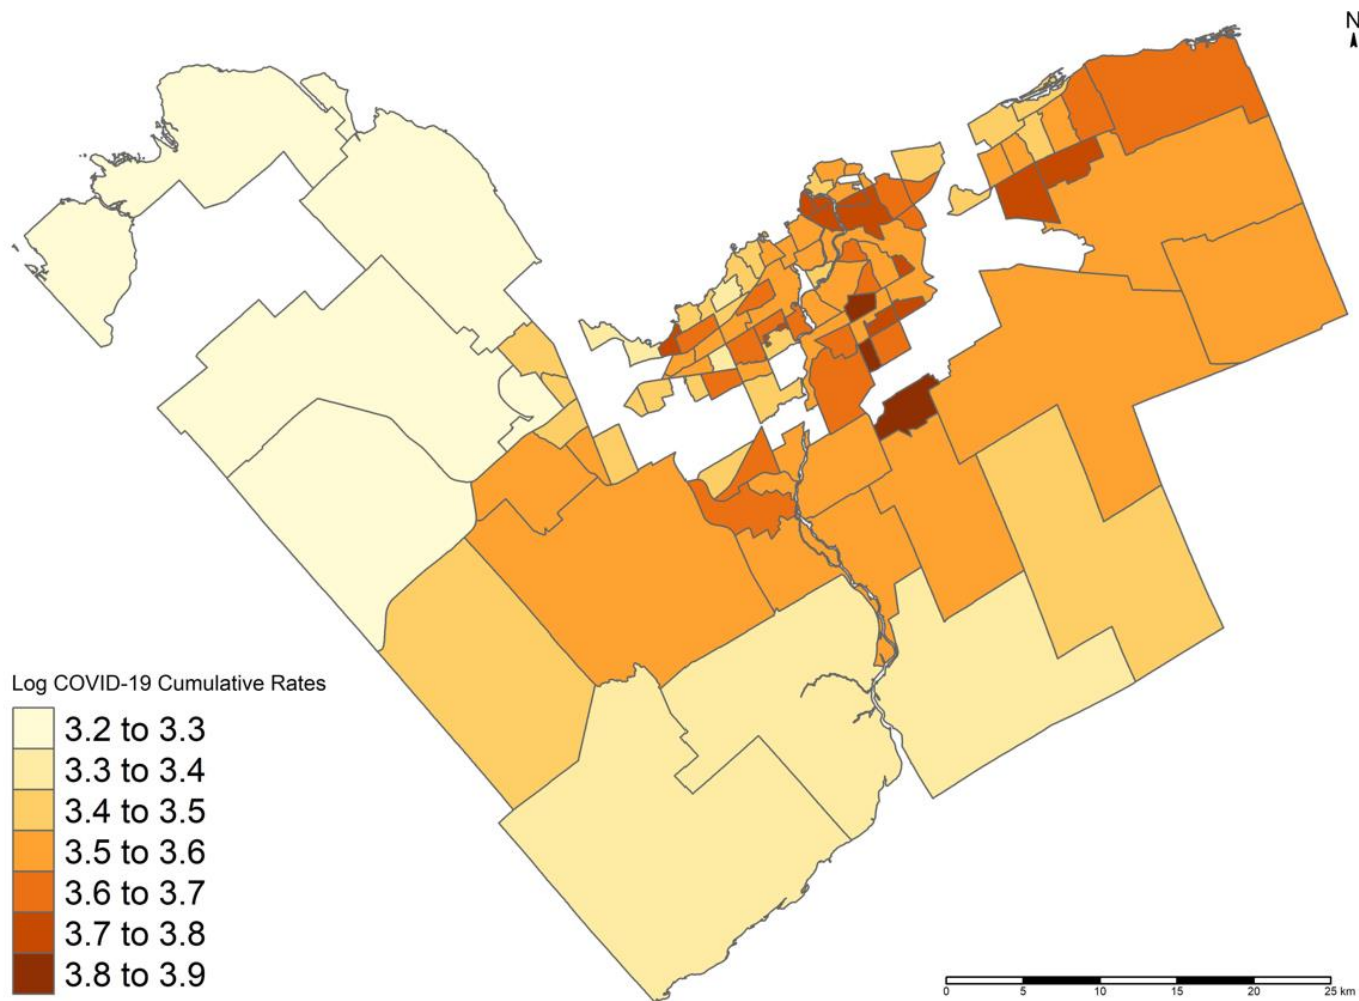 N
Log COVID-19 Cumulative Rates
3.2 to 3.3
3.3 to 3.4
3.4 to 3.5
3.5 to 3.6
3.6 to 3.7
3.7 to 3.8
3.8 to 3.9
0 5 10 15 20 25 km